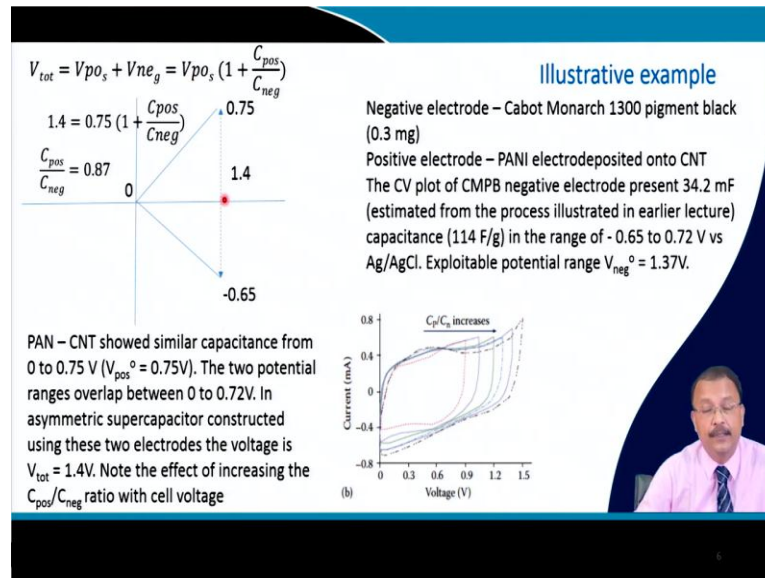 V_tot = Vpo_s + Vne_g = Vpo_s (1 + C_pos/C_neg)
1.4 = 0.75 (1 + Cpos/Cneg)
C_pos/C_neg = 0.87
0
0.75
1.4
-0.65
PAN – CNT showed similar capacitance from
0 to 0.75 V (V_pos° = 0.75V). The two potential
ranges overlap between 0 to 0.72V. In
asymmetric supercapacitor constructed
using these two electrodes the voltage is
V_tot = 1.4V. Note the effect of increasing the
C_pos/C_neg ratio with cell voltage
Illustrative example
Negative electrode – Cabot Monarch 1300 pigment black
(0.3 mg)
Positive electrode – PANI electrodeposited onto CNT
The CV plot of CMPB negative electrode present 34.2 mF
(estimated from the process illustrated in earlier lecture)
capacitance (114 F/g) in the range of - 0.65 to 0.72 V vs
Ag/AgCl. Exploitable potential range V_neg° = 1.37V.
C_P/C_n increases
Current (mA)
0.8
0.4
0
−0.4
−0.8
0 0.3 0.6 0.9 1.2 1.5
Voltage (V)
(b)
6